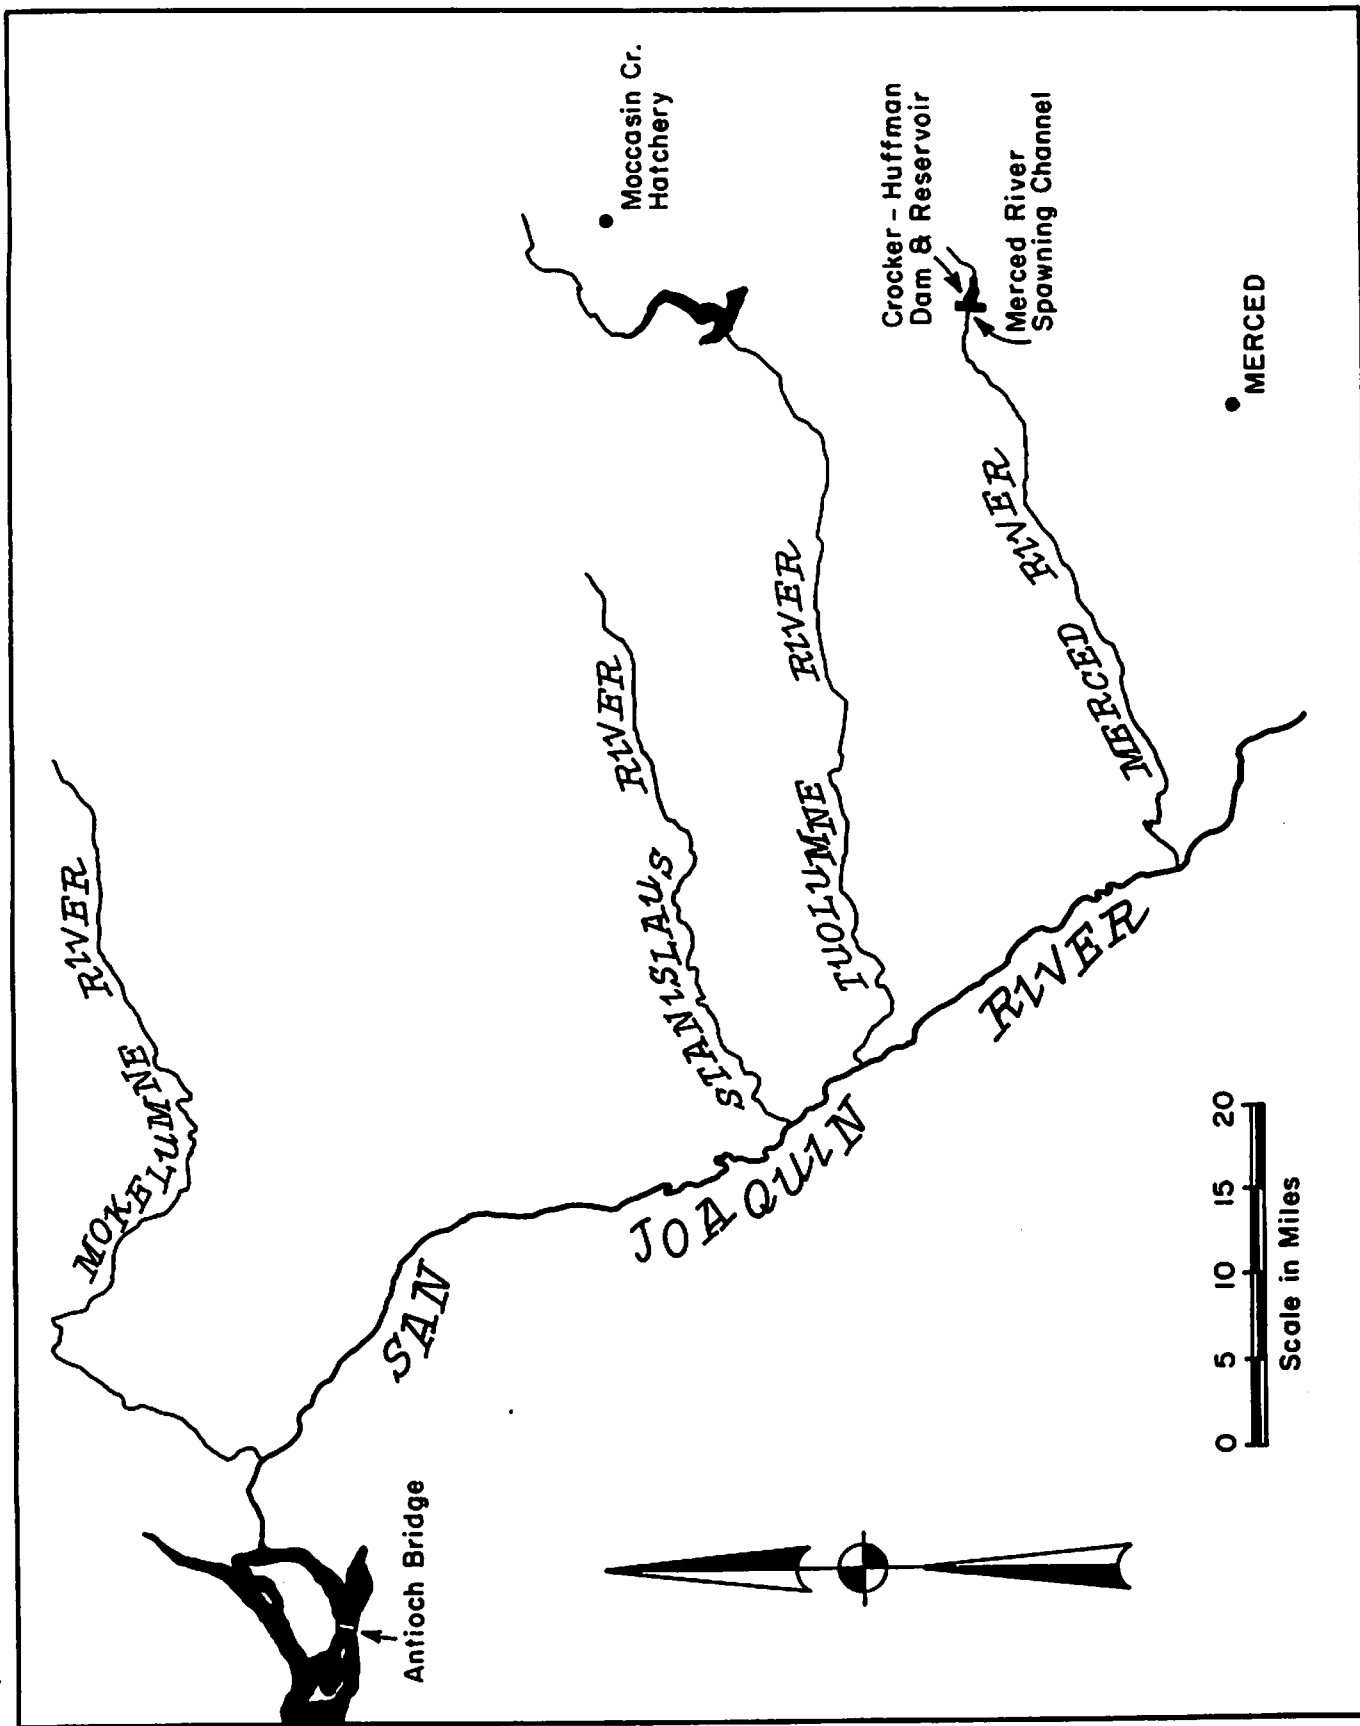 MOKELUMNE RIVER
Moccasin Cr.
Hatchery
STANISLAUS RIVER
TUOLUMNE RIVER
Crocker - Huffman
Dam & Reservoir
Merced River
Spawning Channel
MERCED RIVER
MERCED
SAN JOAQUIN RIVER
Antioch Bridge
0 5 10 15 20
Scale in Miles